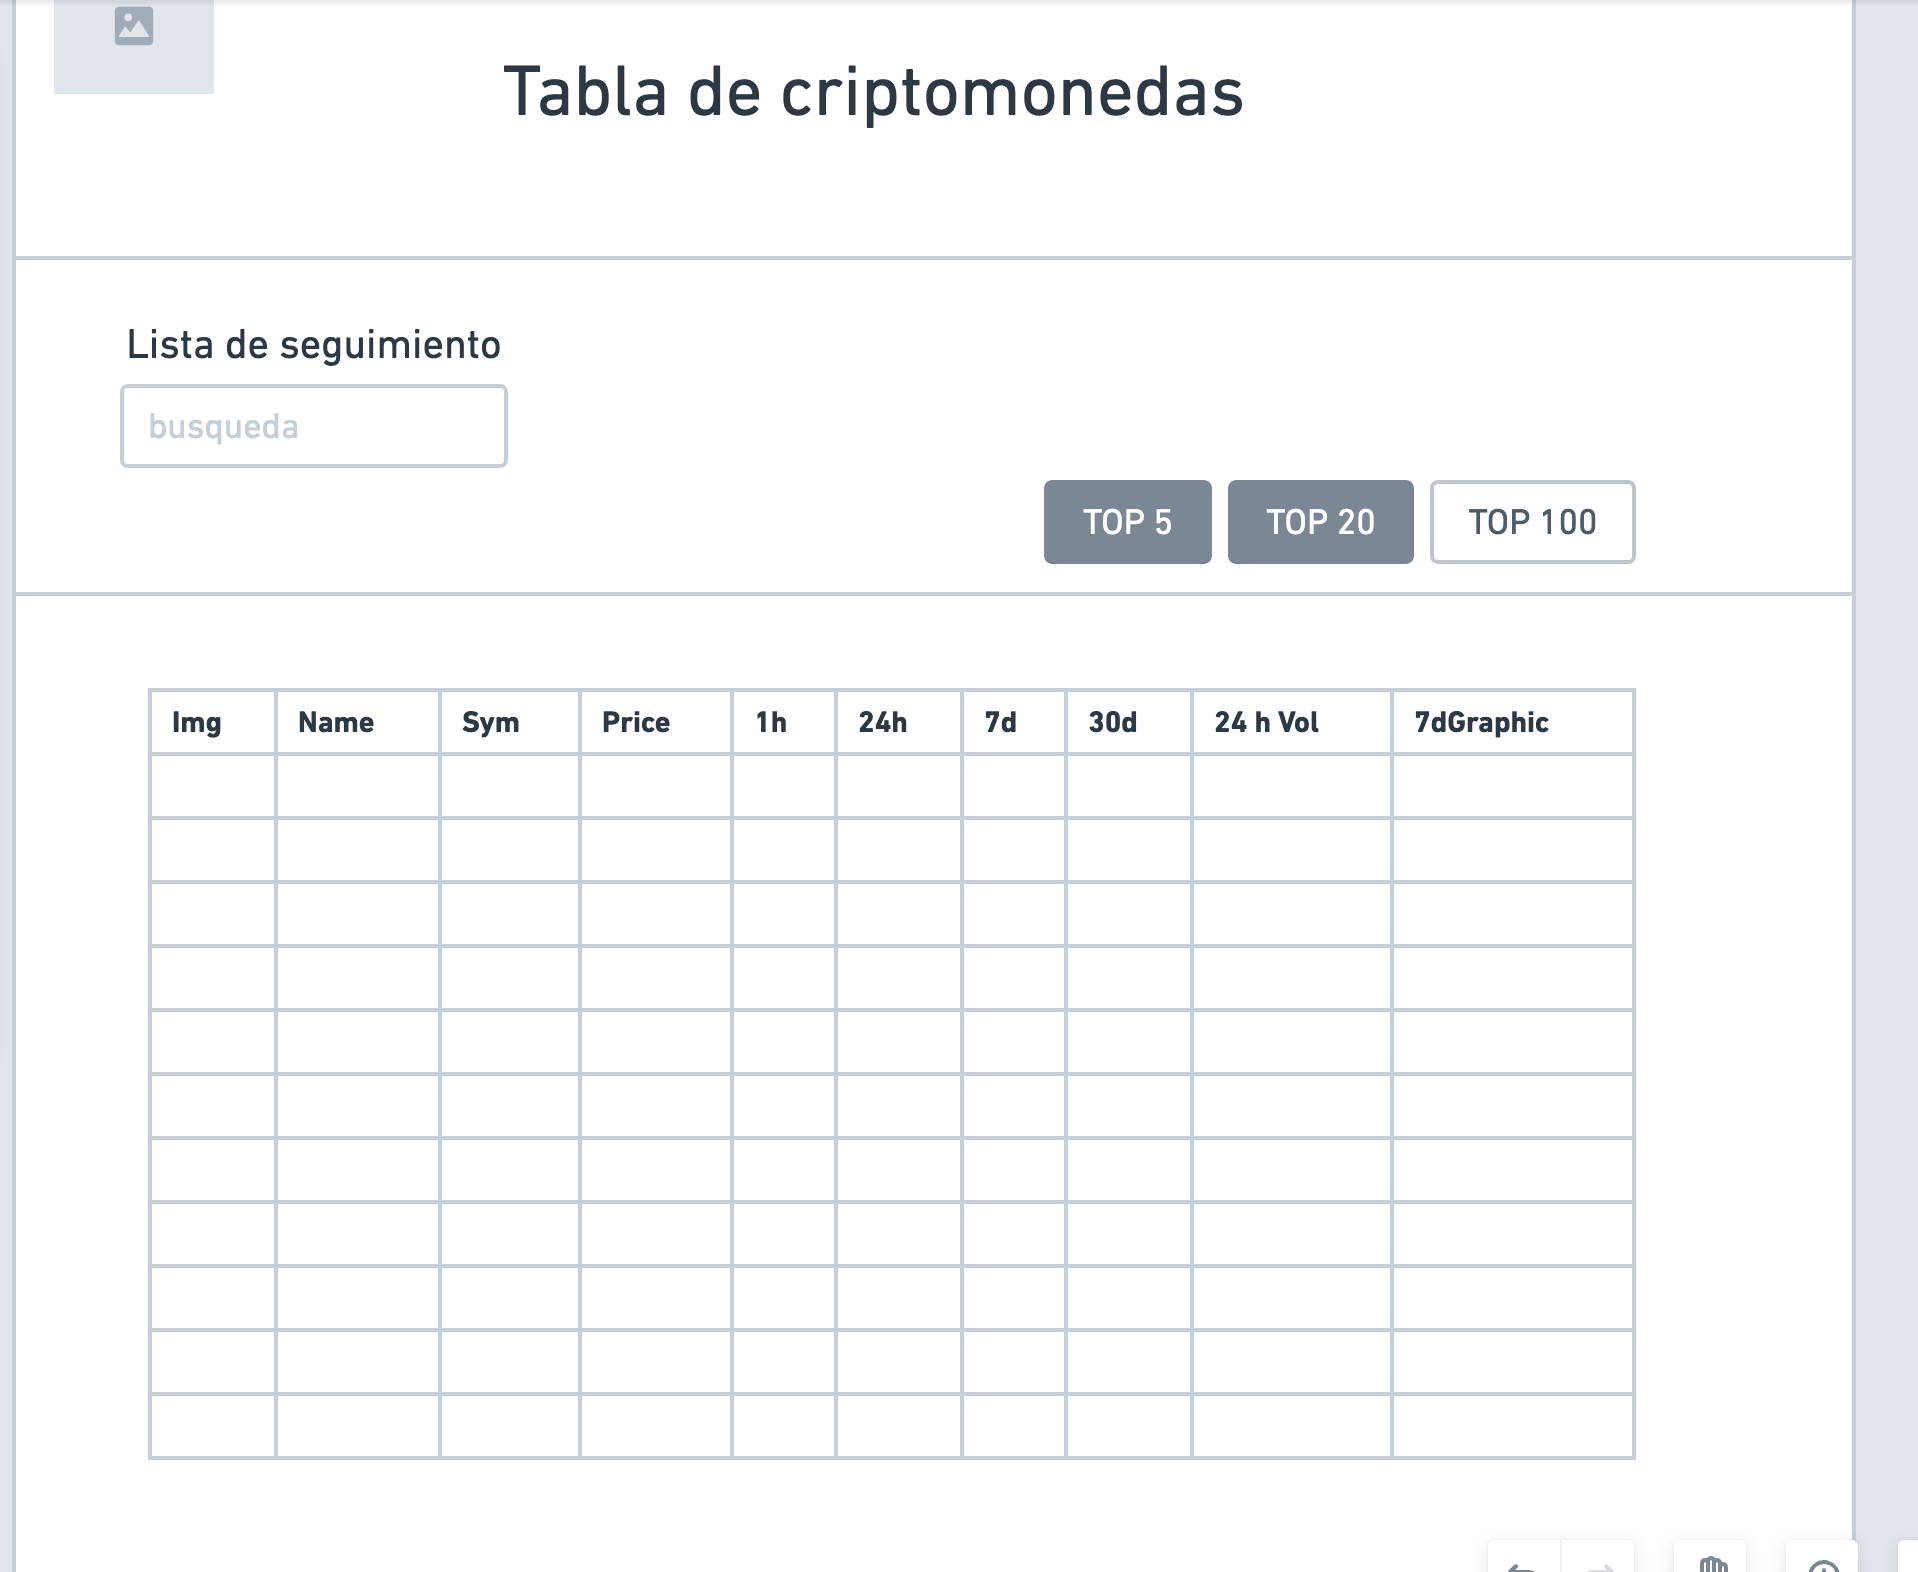 Tabla de criptomonedas
Lista de seguimiento
busqueda
TOP 5 TOP 20 TOP 100
Img Name Sym Price 1h 24h 7d 30d 24 h Vol 7dGraphic